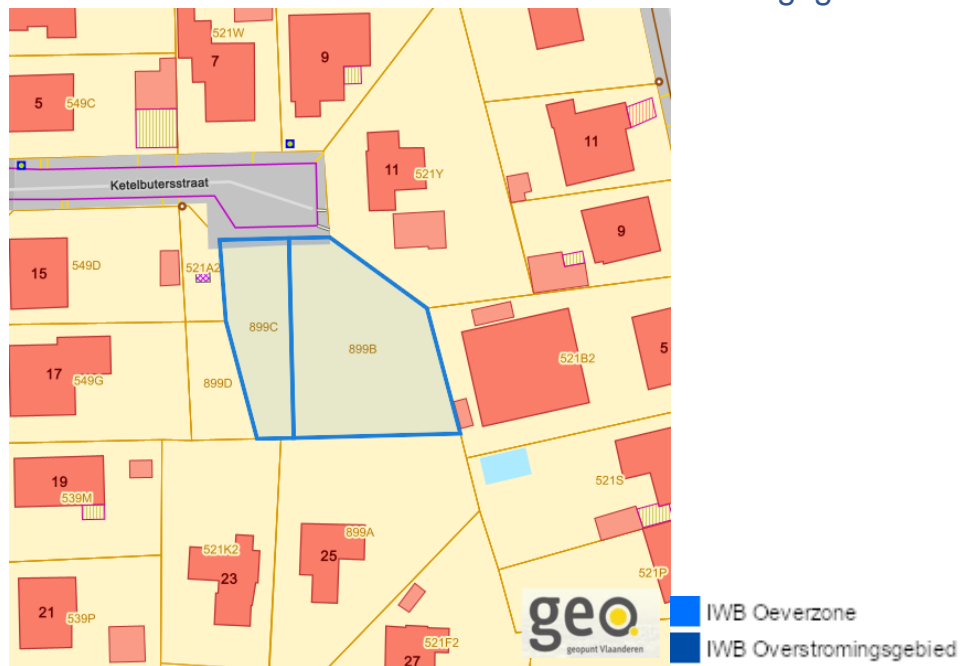 521W
7
9
5
549C
11
11
521Y
Ketelbutersstraat
9
15
549D
521A2
899C
899B
5
521B2
17
549G
899D
19
539M
521S
521K2
23
899A
25
521P
21
539P
521F2
27
geo.
geopunt Vlaanderen
IWB Oeverzone
IWB Overstromingsgebied